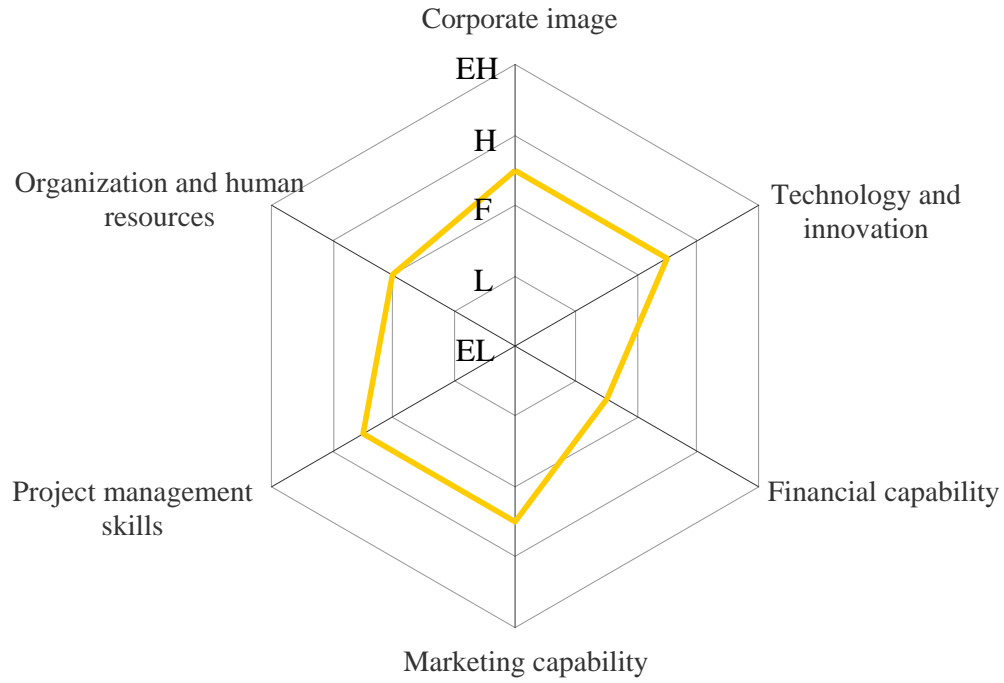 Corporate image
EH
H
Organization and human
resources
Technology and
innovation
F
L
EL
Project management
skills
Financial capability
Marketing capability